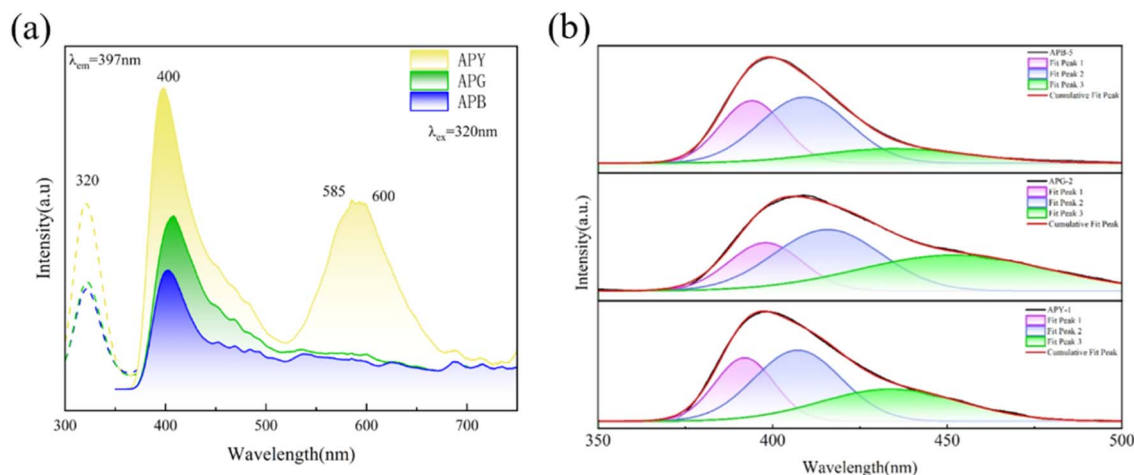 (a)
λem=397nm
400
APY
APG
APB
λex=320nm
320
585
600
Intensity(a.u)
300
400
500
600
700
Wavelength(nm)
(b)
APB-5
Fit Peak 1
Fit Peak 2
Fit Peak 3
Cumulative Fit Peak
APG-2
Fit Peak 1
Fit Peak 2
Fit Peak 3
Cumulative Fit Peak
APY-1
Fit Peak 1
Fit Peak 2
Fit Peak 3
Cumulative Fit Peak
Intensity(a.u.)
350
400
450
500
Wavelength(nm)